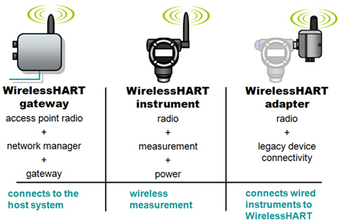 WirelessHART
gateway
access point radio
+
network manager
+
gateway
connects to the
host system
WirelessHART
instrument
radio
+
measurement
+
power
wireless
measurement
WirelessHART
adapter
radio
+
legacy device
connectivity
connects wired
instruments to
WirelessHART